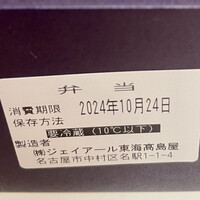 弁当
消費期限 2024年10月24日
保存方法
要冷蔵(10℃以下)
製造者
㈱ジェイアール東海髙島屋
名古屋市中村区名駅1-1-4